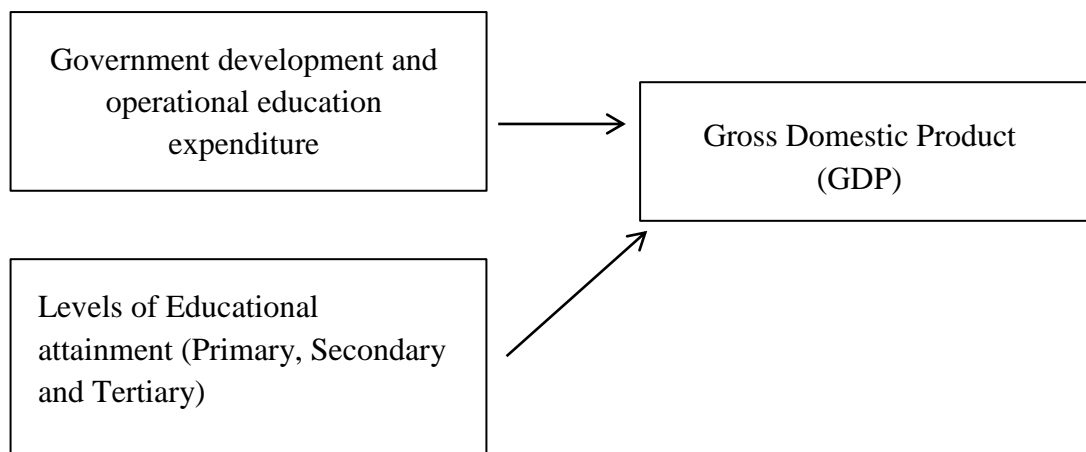 Government development and
operational education
expenditure
Gross Domestic Product
(GDP)
Levels of Educational
attainment (Primary, Secondary
and Tertiary)